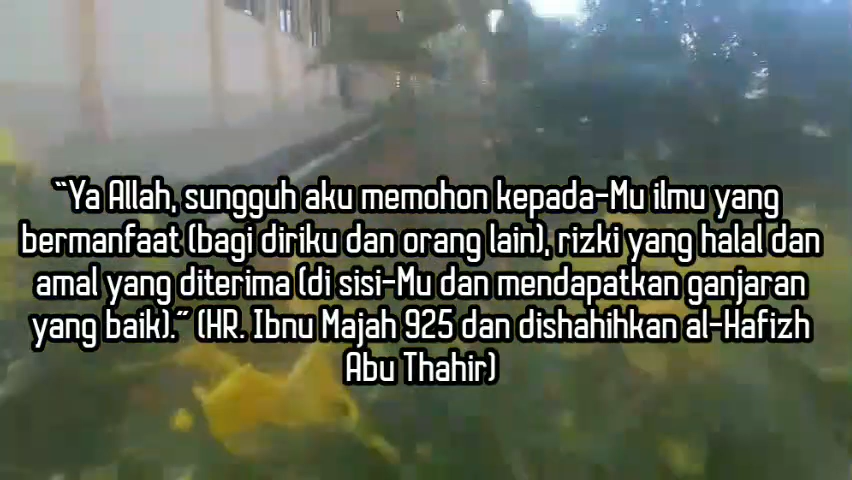 “Ya Allah, sungguh aku memohon kepada-Mu ilmu yang
bermanfaat (bagi diriku dan orang lain), rizki yang halal dan
amal yang diterima (di sisi-Mu dan mendapatkan ganjaran
yang baik).” (HR. Ibnu Majah 925 dan dishahihkan al-Hafizh
Abu Thahir)